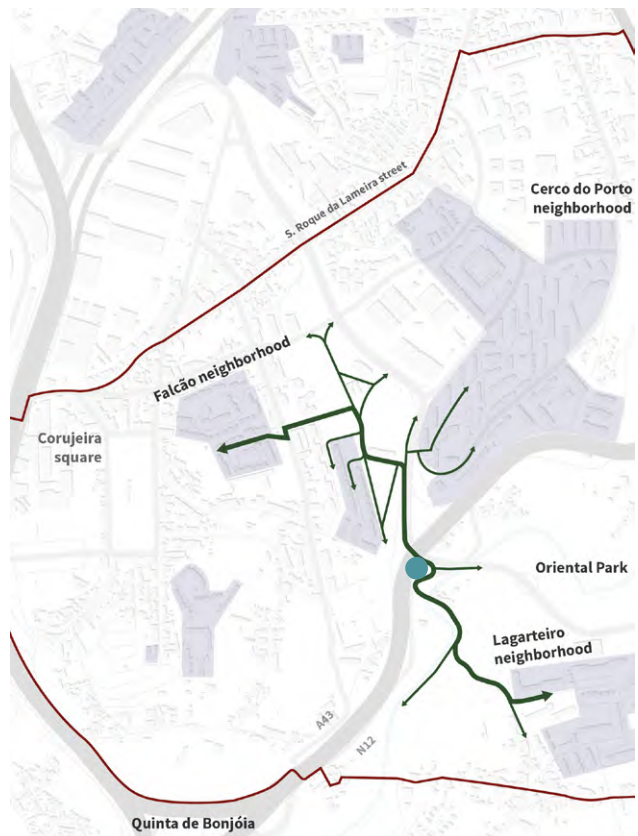 Cerco do Porto
neighborhood
S. Roque da Lameira street
Falcão neighborhood
Corujeira
square
Oriental Park
Lagarteiro
neighborhood
A43
N12
Quinta de Bonjóia